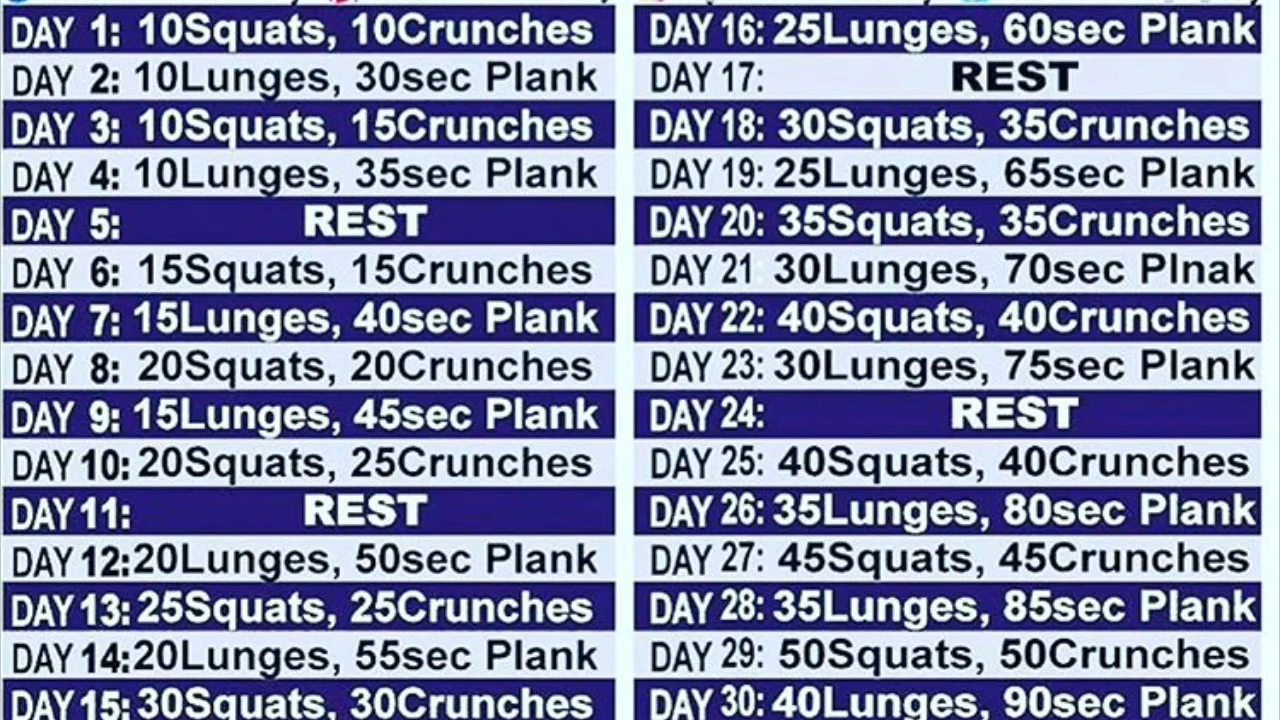 DAY 1: 10Squats, 10Crunches
DAY 2: 10Lunges, 30sec Plank
DAY 3: 10Squats, 15Crunches
DAY 4: 10Lunges, 35sec Plank
DAY 5: REST
DAY 6: 15Squats, 15Crunches
DAY 7: 15Lunges, 40sec Plank
DAY 8: 20Squats, 20Crunches
DAY 9: 15Lunges, 45sec Plank
DAY 10: 20Squats, 25Crunches
DAY 11: REST
DAY 12: 20Lunges, 50sec Plank
DAY 13: 25Squats, 25Crunches
DAY 14: 20Lunges, 55sec Plank
DAY 15: 30Squats, 30Crunches
DAY 16: 25Lunges, 60sec Plank
DAY 17: REST
DAY 18: 30Squats, 35Crunches
DAY 19: 25Lunges, 65sec Plank
DAY 20: 35Squats, 35Crunches
DAY 21 30Lunges, 70sec Plnak
DAY 22: 40Squats, 40Crunches
DAY 23: 30Lunges, 75sec Plank
DAY 24: REST
DAY 25: 40Squats, 40Crunches
DAY 26: 35Lunges, 80sec Plank
DAY 27: 45Squats, 45Crunches
DAY 28: 35Lunges, 85sec Plank
DAY 29: 50Squats, 50Crunches
DAY 30: 40Lunges, 90sec Plank